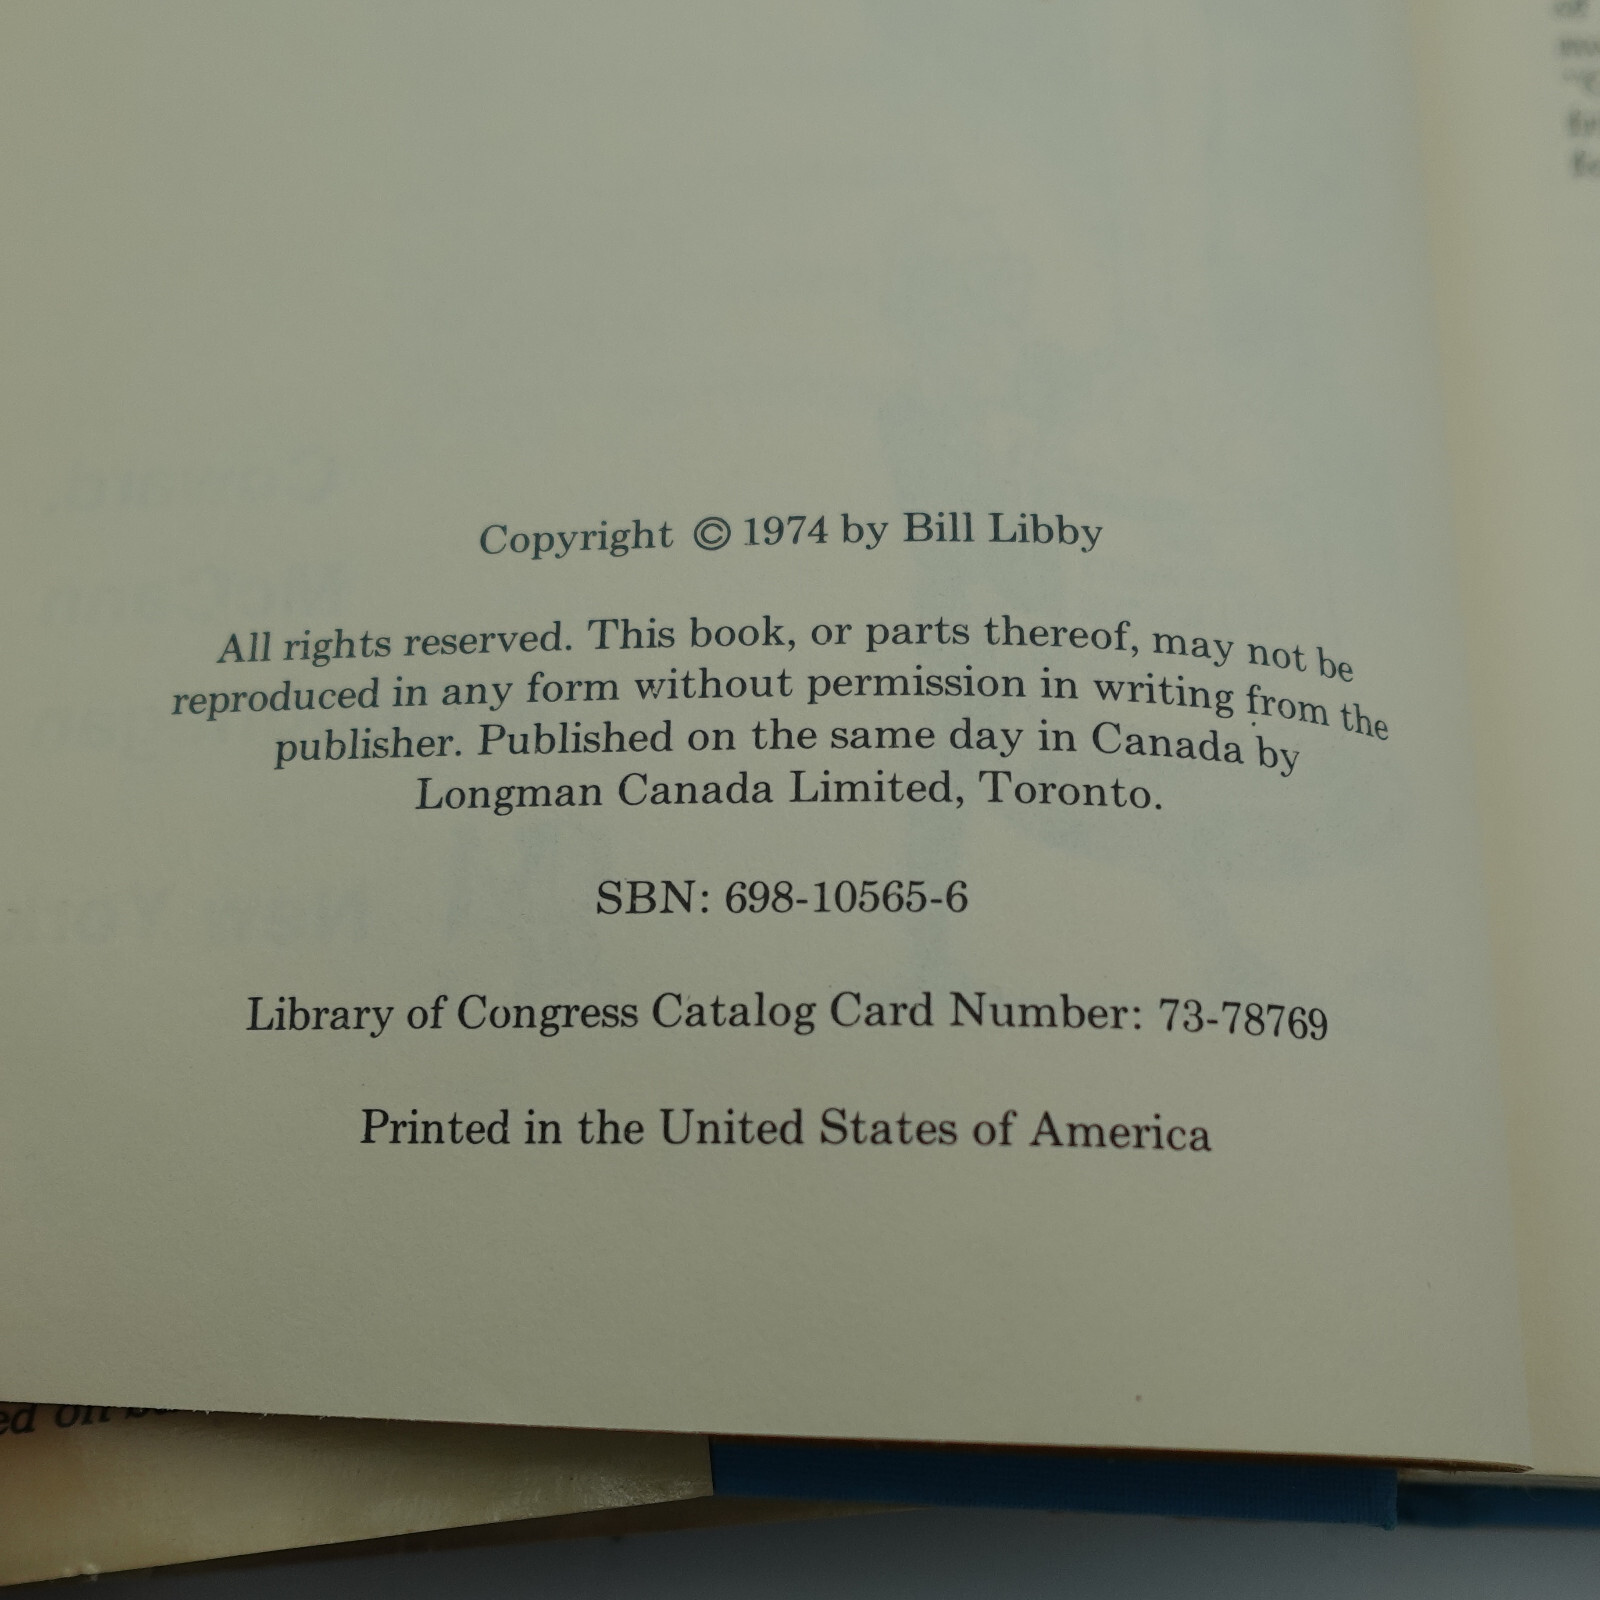 Copyright © 1974 by Bill Libby
All rights reserved. This book, or parts thereof, may not be
reproduced in any form without permission in writing from the
publisher. Published on the same day in Canada by
Longman Canada Limited, Toronto.
SBN: 698-10565-6
Library of Congress Catalog Card Number: 73-78769
Printed in the United States of America
ed on